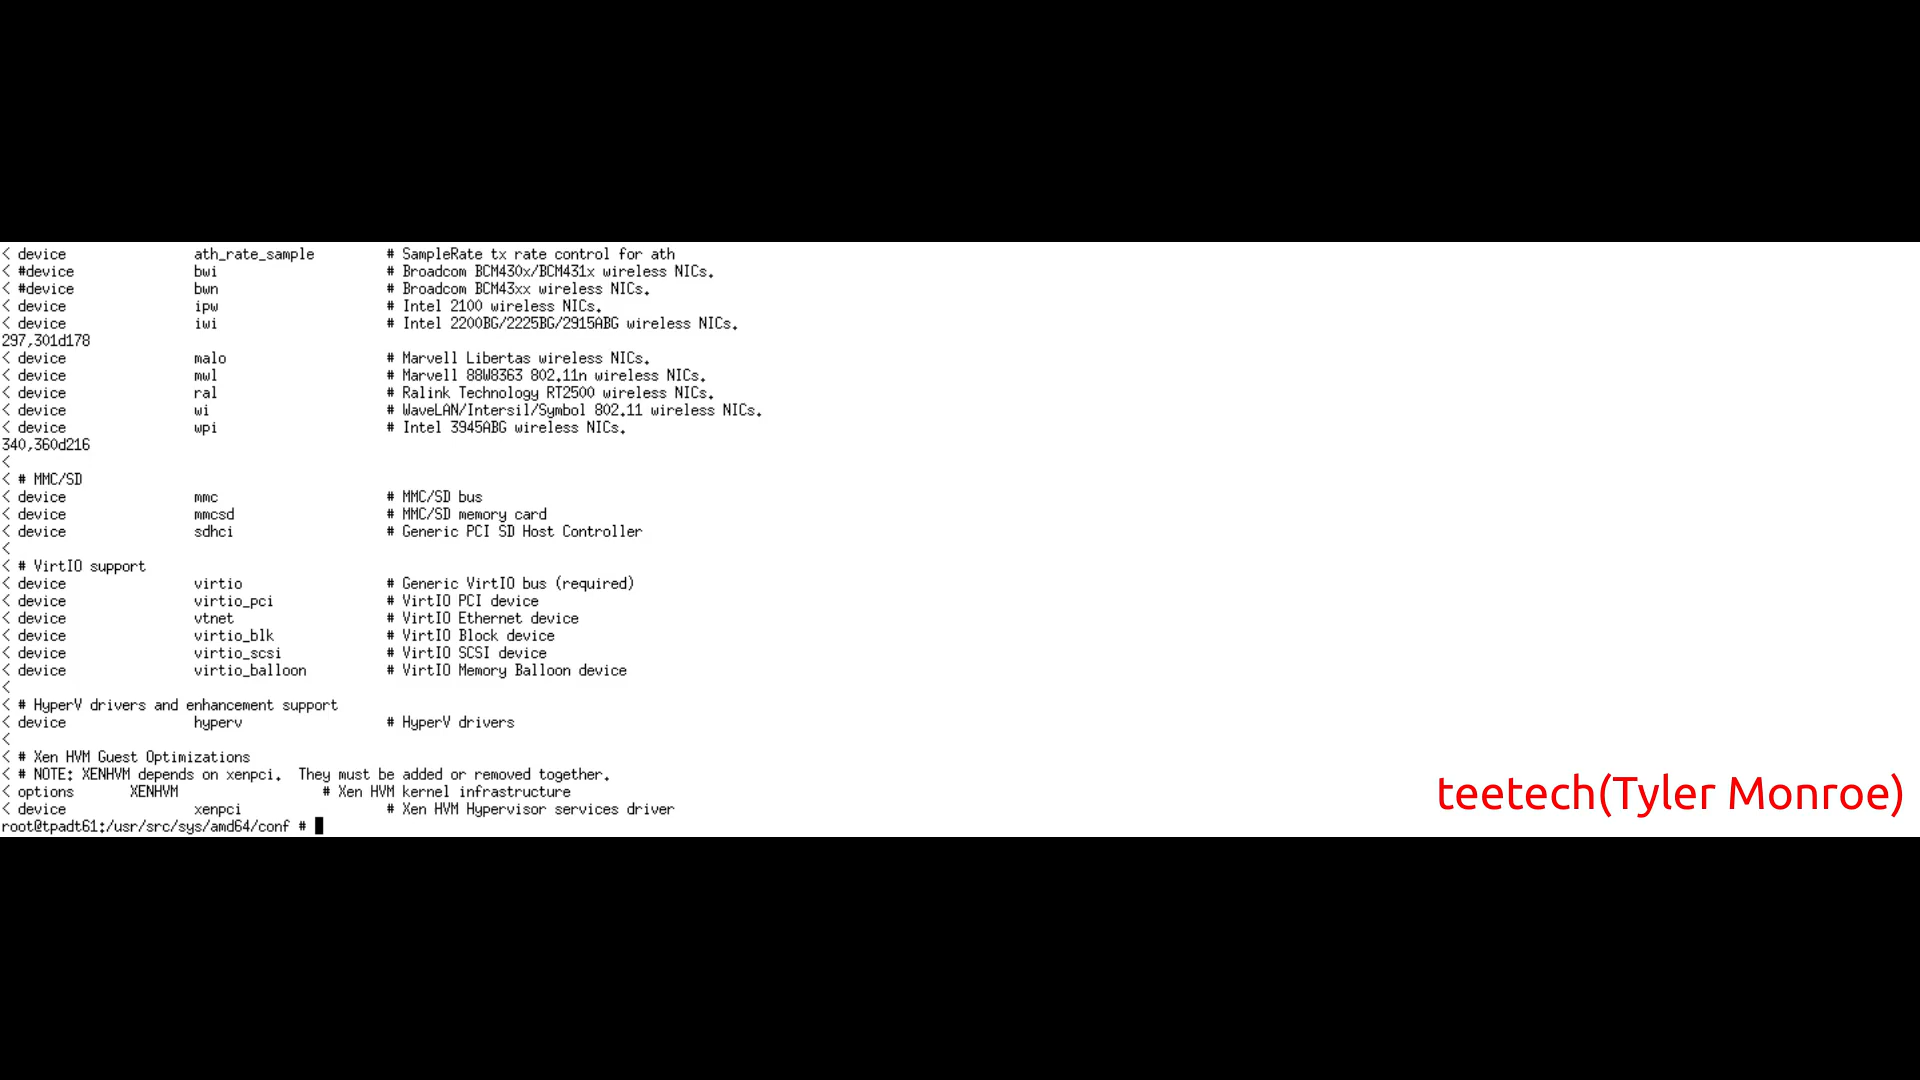 < device                ath_rate_sample         # SampleRate tx rate control for ath
< #device               bwi                     # Broadcom BCM430x/BCM431x wireless NICs.
< #device               bwn                     # Broadcom BCM43xx wireless NICs.
< device                ipw                     # Intel 2100 wireless NICs.
< device                iwi                     # Intel 2200BG/2225BG/2915ABG wireless NICs.
297,301d178
< device                malo                    # Marvell Libertas wireless NICs.
< device                mwl                     # Marvell 88W8363 802.11n wireless NICs.
< device                ral                     # Ralink Technology RT2500 wireless NICs.
< device                wi                      # WaveLAN/Intersil/Symbol 802.11 wireless NICs.
< device                wpi                     # Intel 3945ABG wireless NICs.
340,360d216
<
< # MMC/SD
< device                mmc                     # MMC/SD bus
< device                mmcsd                   # MMC/SD memory card
< device                sdhci                   # Generic PCI SD Host Controller
<
< # VirtIO support
< device                virtio                  # Generic VirtIO bus (required)
< device                virtio_pci              # VirtIO PCI device
< device                vtnet                   # VirtIO Ethernet device
< device                virtio_blk              # VirtIO Block device
< device                virtio_scsi             # VirtIO SCSI device
< device                virtio_balloon          # VirtIO Memory Balloon device
<
< # HyperV drivers and enhancement support
< device                hyperv                  # HyperV drivers
<
< # Xen HVM Guest Optimizations
< # NOTE: XENHVM depends on xenpci.  They must be added or removed together.
< options       XENHVM                  # Xen HVM kernel infrastructure
< device                xenpci                  # Xen HVM Hypervisor services driver
root@tpadt61:/usr/src/sys/amd64/conf #
teetech(Tyler Monroe)